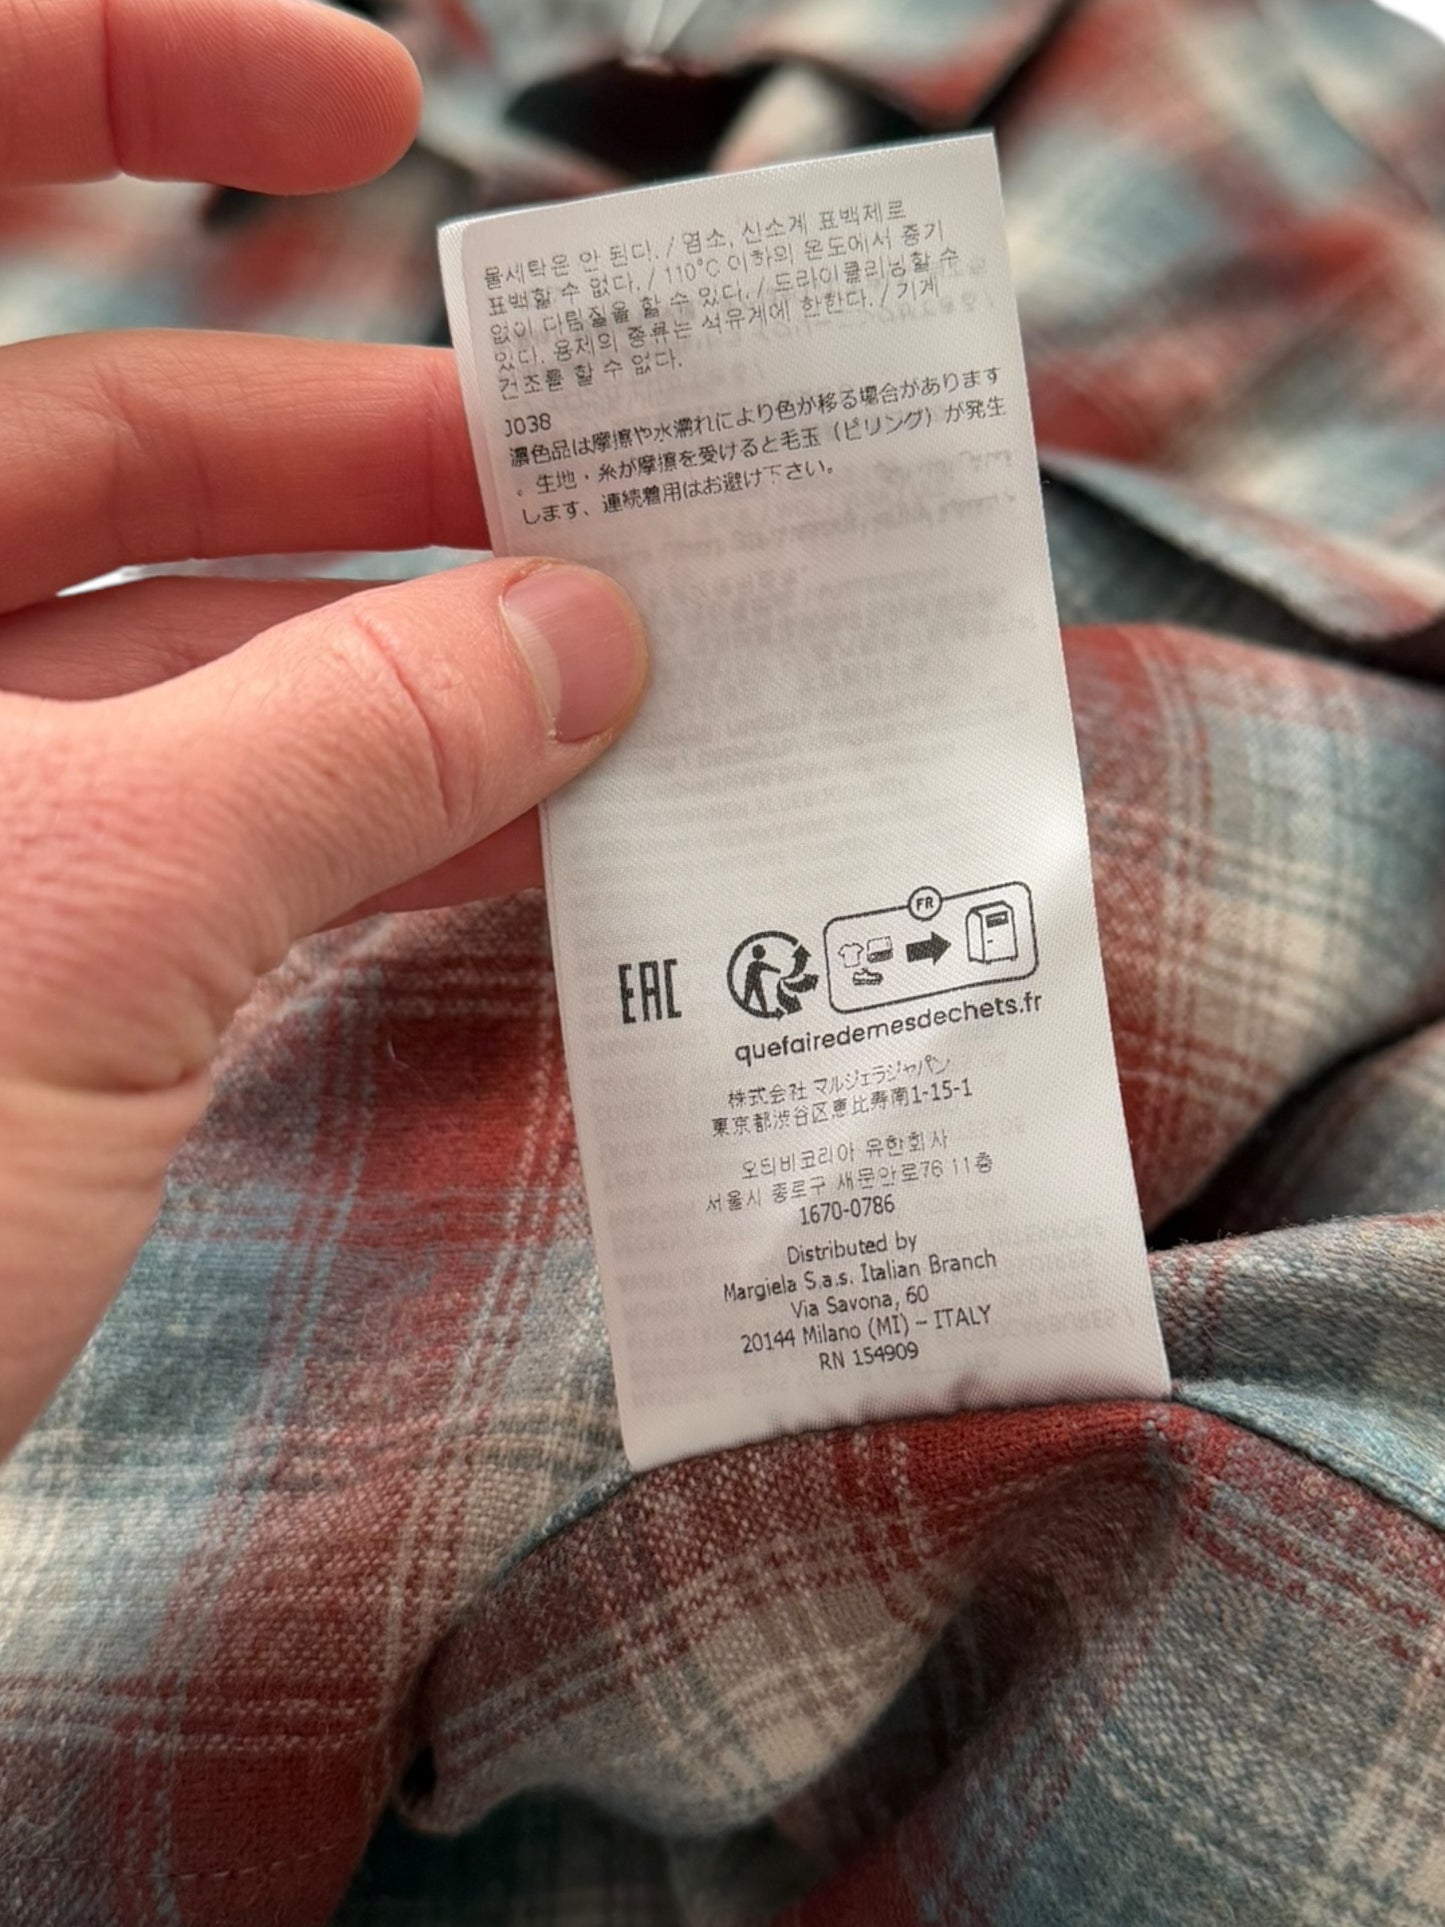 물세탁은 안 된다. / 염소, 산소계 표백제로
표백할 수 없다. / 110°C 이하의 온도에서 증기
없이 다림질을 할 수 있다. / 드라이클리닝할 수
있다. 용제의 종류는 석유계에 한한다. / 기계
건조를 할 수 없다.
J038
濃色品は摩擦や水濡れにより色が移る場合があります
。生地・糸が摩擦を受けると毛玉（ピリング）が発生
します、連続着用はお避け下さい。
FR
EAC
quefairedemesdechets.fr
株式会社 マルジェラジャパン
東京都渋谷区恵比寿南1-15-1
오티비코리아 유한회사
서울시 종로구 새문안로76 11층
1670-0786
Distributed by
Margiela S.a.s. Italian Branch
Via Savona, 60
20144 Milano (MI) – ITALY
RN 154909